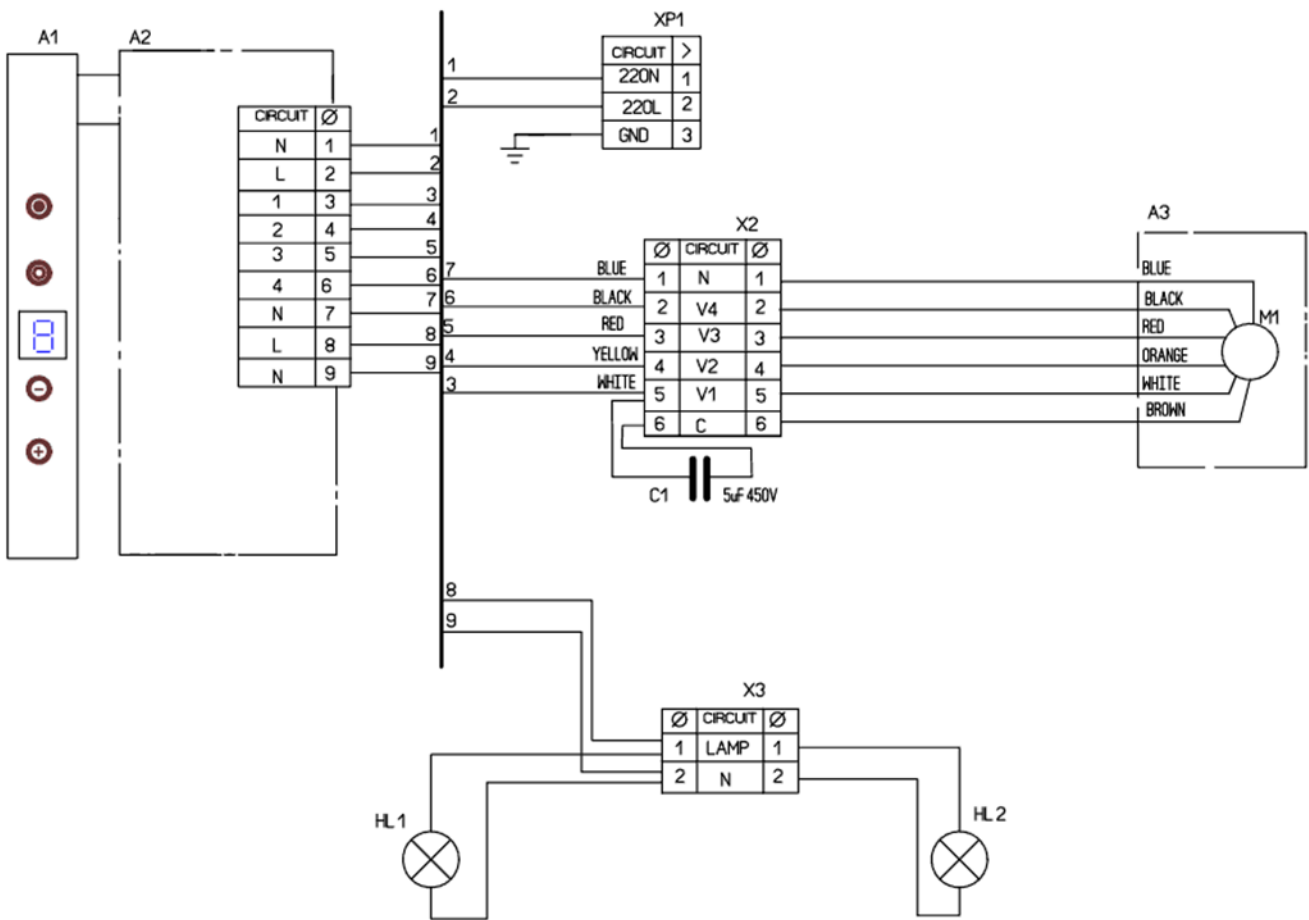 A1
A2
CIRCUIT Ø
N 1
L 2
1 3
2 4
3 5
4 6
N 7
L 8
N 9
1
2
3
4
5
6
7
8
9
8
1
2
XP1
CIRCUIT >
220N 1
220L 2
GND 3
7 BLUE
6 BLACK
5 RED
4 YELLOW
3 WHITE
X2
Ø CIRCUIT Ø
1 N 1
2 V4 2
3 V3 3
4 V2 4
5 V1 5
6 C 6
C1 5uF 450V
A3
BLUE
BLACK
RED
ORANGE
WHITE
BROWN
M1
8
9
X3
Ø CIRCUIT Ø
1 LAMP 1
2 N 2
HL1
HL2